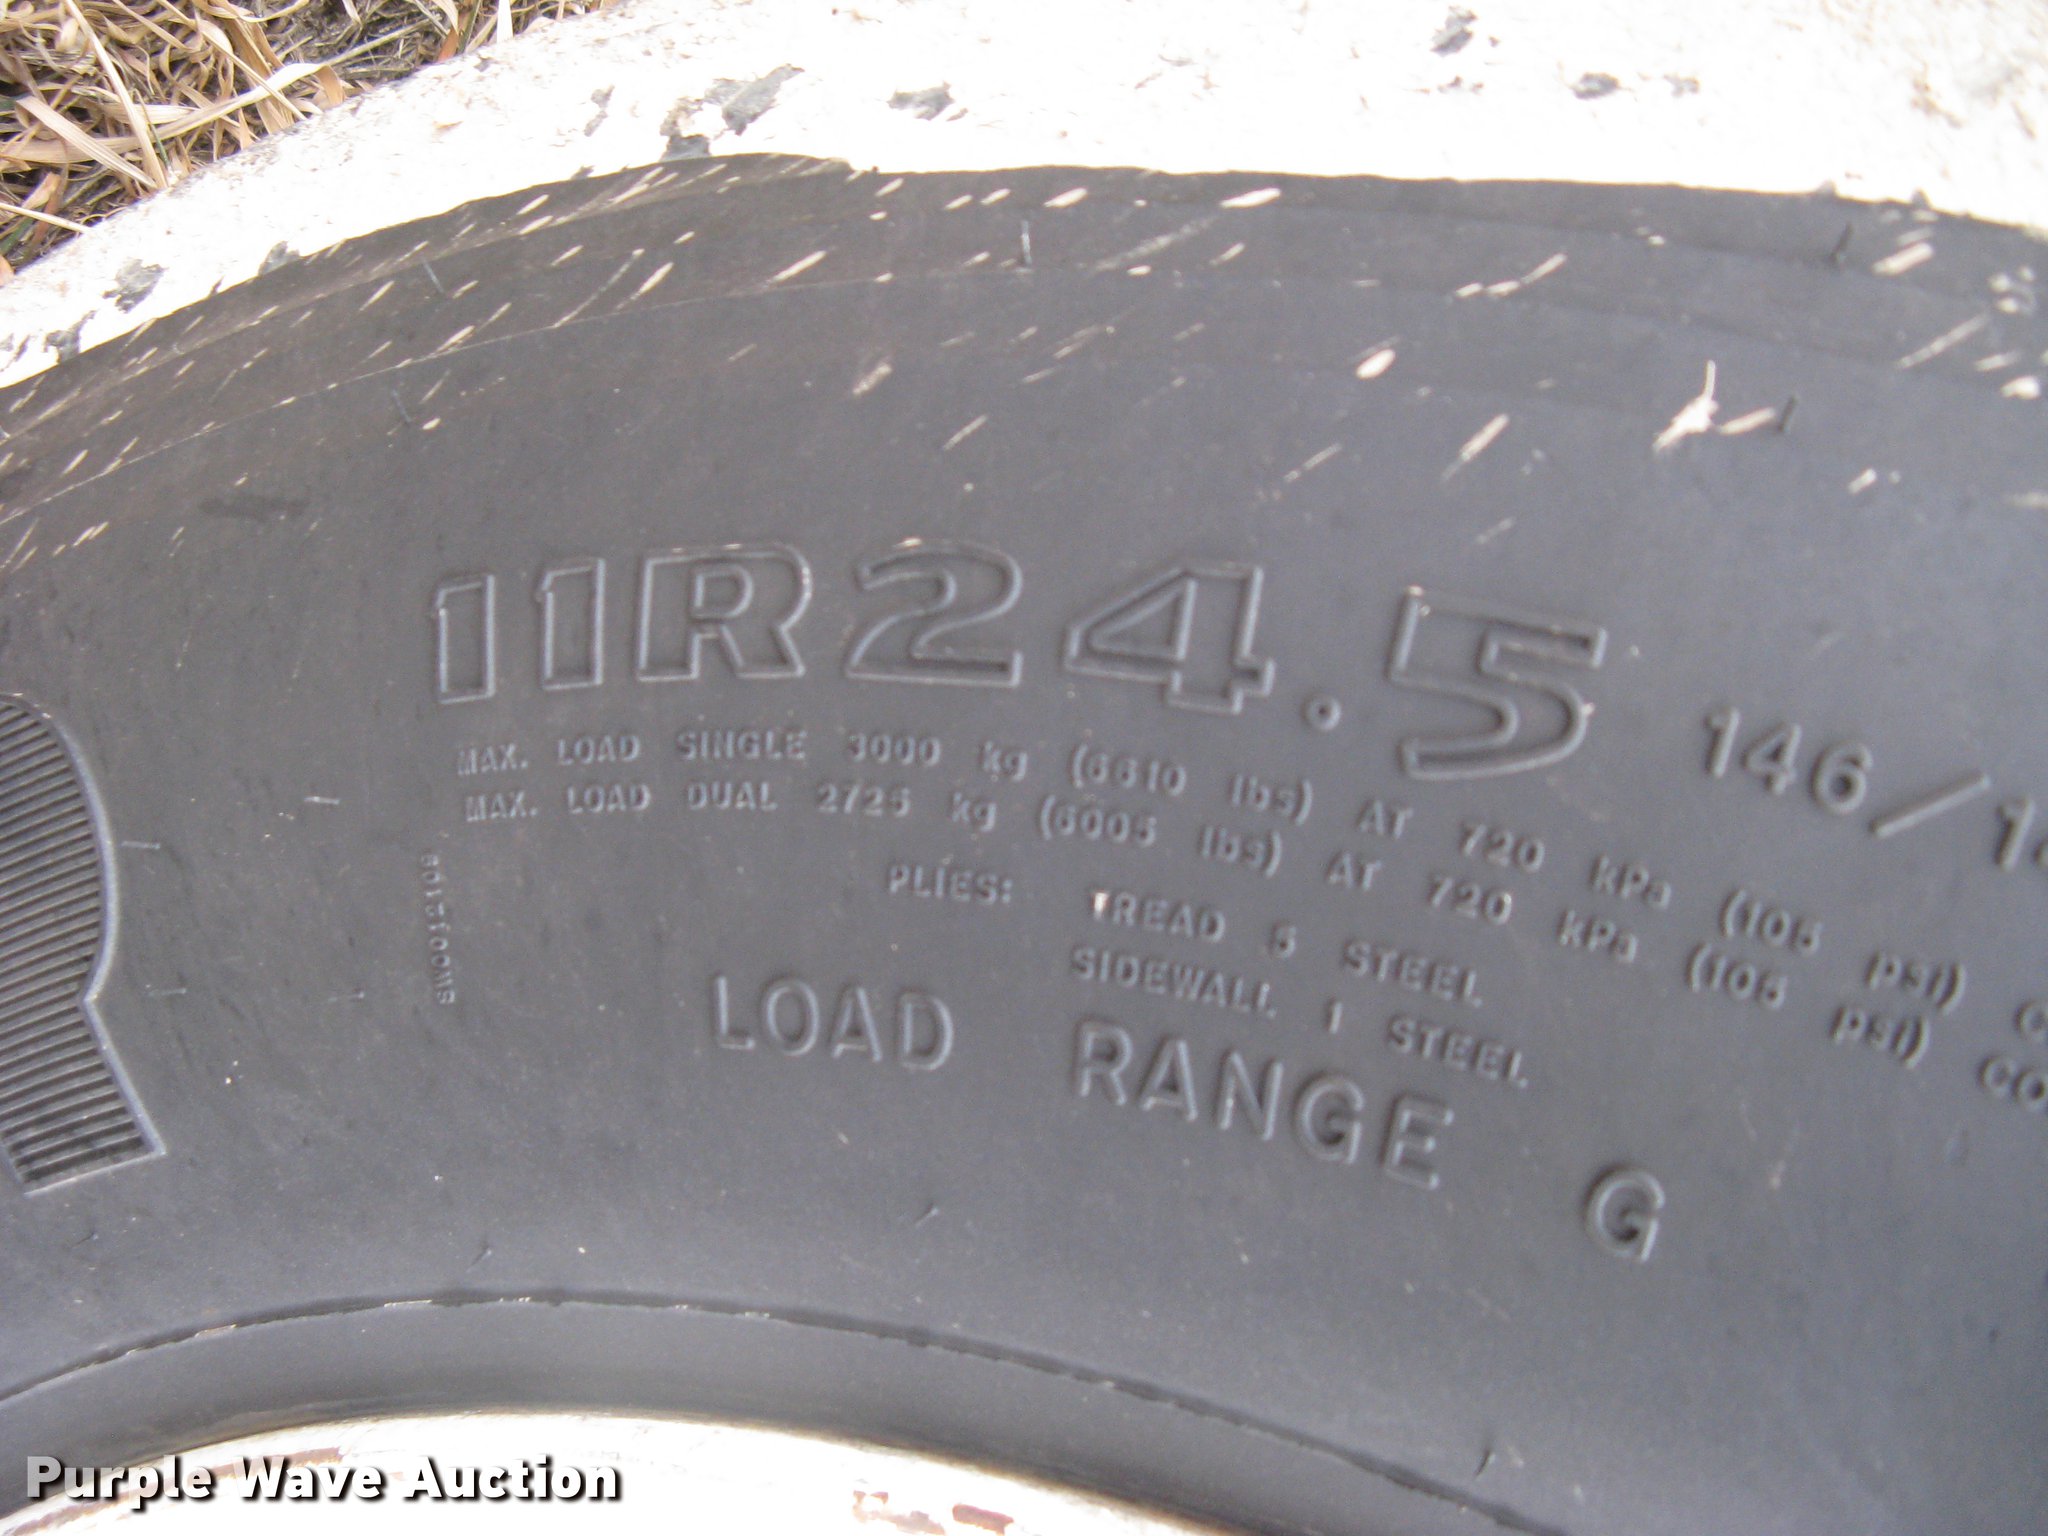 11R24.5 146/14
MAX. LOAD SINGLE 3000 kg (6610 lbs) AT 720 kPa (105 psi) C
MAX. LOAD DUAL 2725 kg (6005 lbs) AT 720 kPa (105 psi) CO
PLIES: TREAD 5 STEEL
SIDEWALL 1 STEEL
LOAD RANGE G
Purple Wave Auction